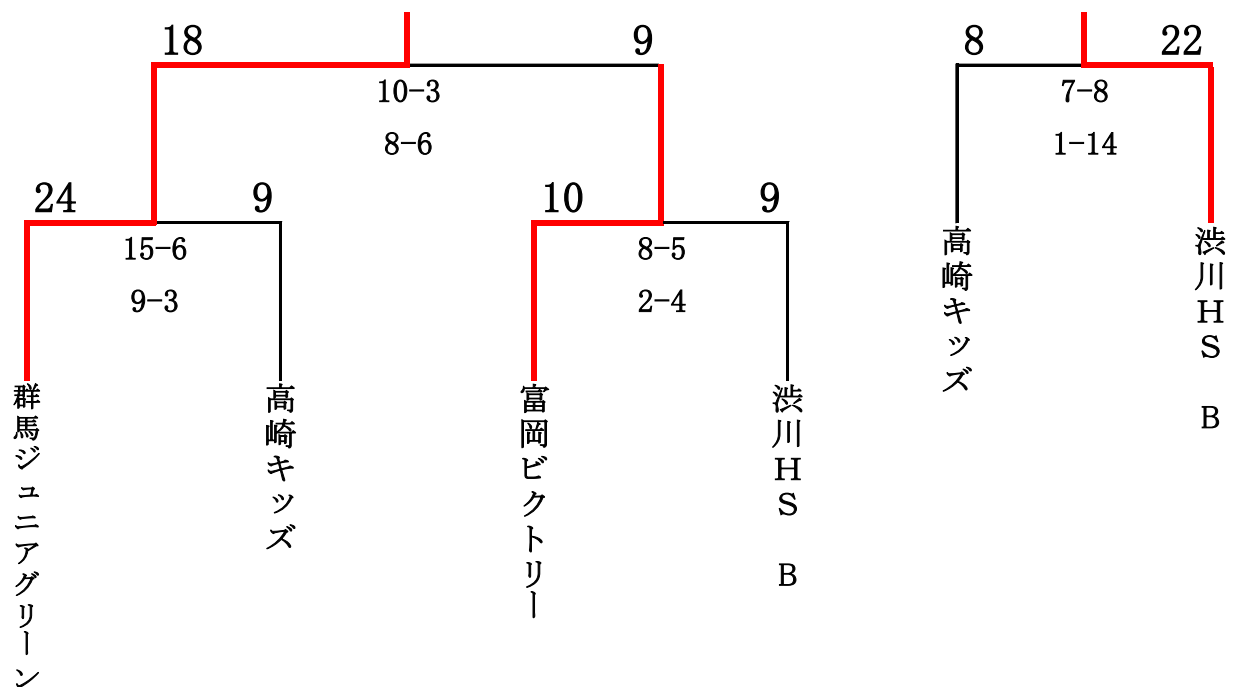 18 9
10-3
8-6
24 9
15-6
9-3
10 9
8-5
2-4
群馬ジュニアグリーン
高崎キッズ
富岡ビクトリー
渋川HS B
8 22
7-8
1-14
高崎キッズ
渋川HS B